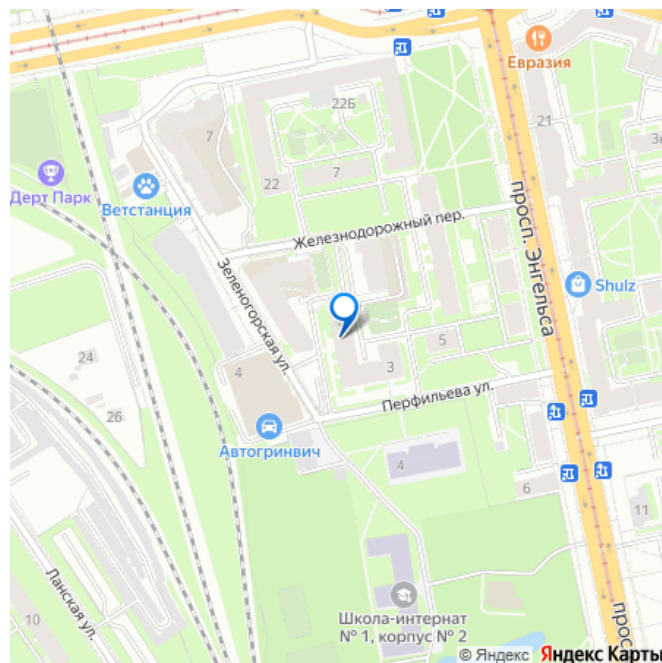 Евразия
22Б
21
7
7
22
Дерт Парк
Ветстанция
Железнодорожный пер.
просп. Энгельса
Зеленогорская ул.
Shulz
24
4
5
3
26
Перфильева ул.
Автогринвич
4
6
11
Ланская ул.
10
Школа-интернат
№ 1, корпус № 2
© Яндекс Яндекс Карты